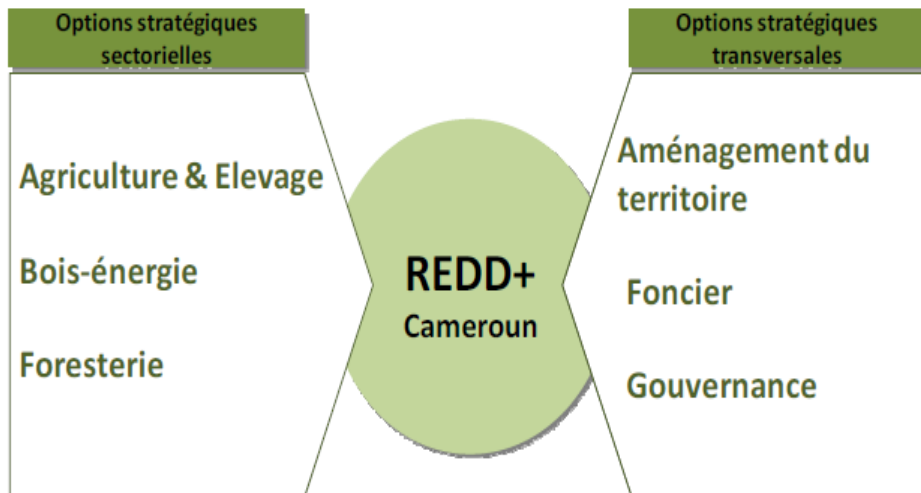 Options stratégiques
sectorielles
Agriculture & Elevage
Bois-énergie
Foresterie
REDD+
Cameroun
Options stratégiques
transversales
Aménagement du
territoire
Foncier
Gouvernance